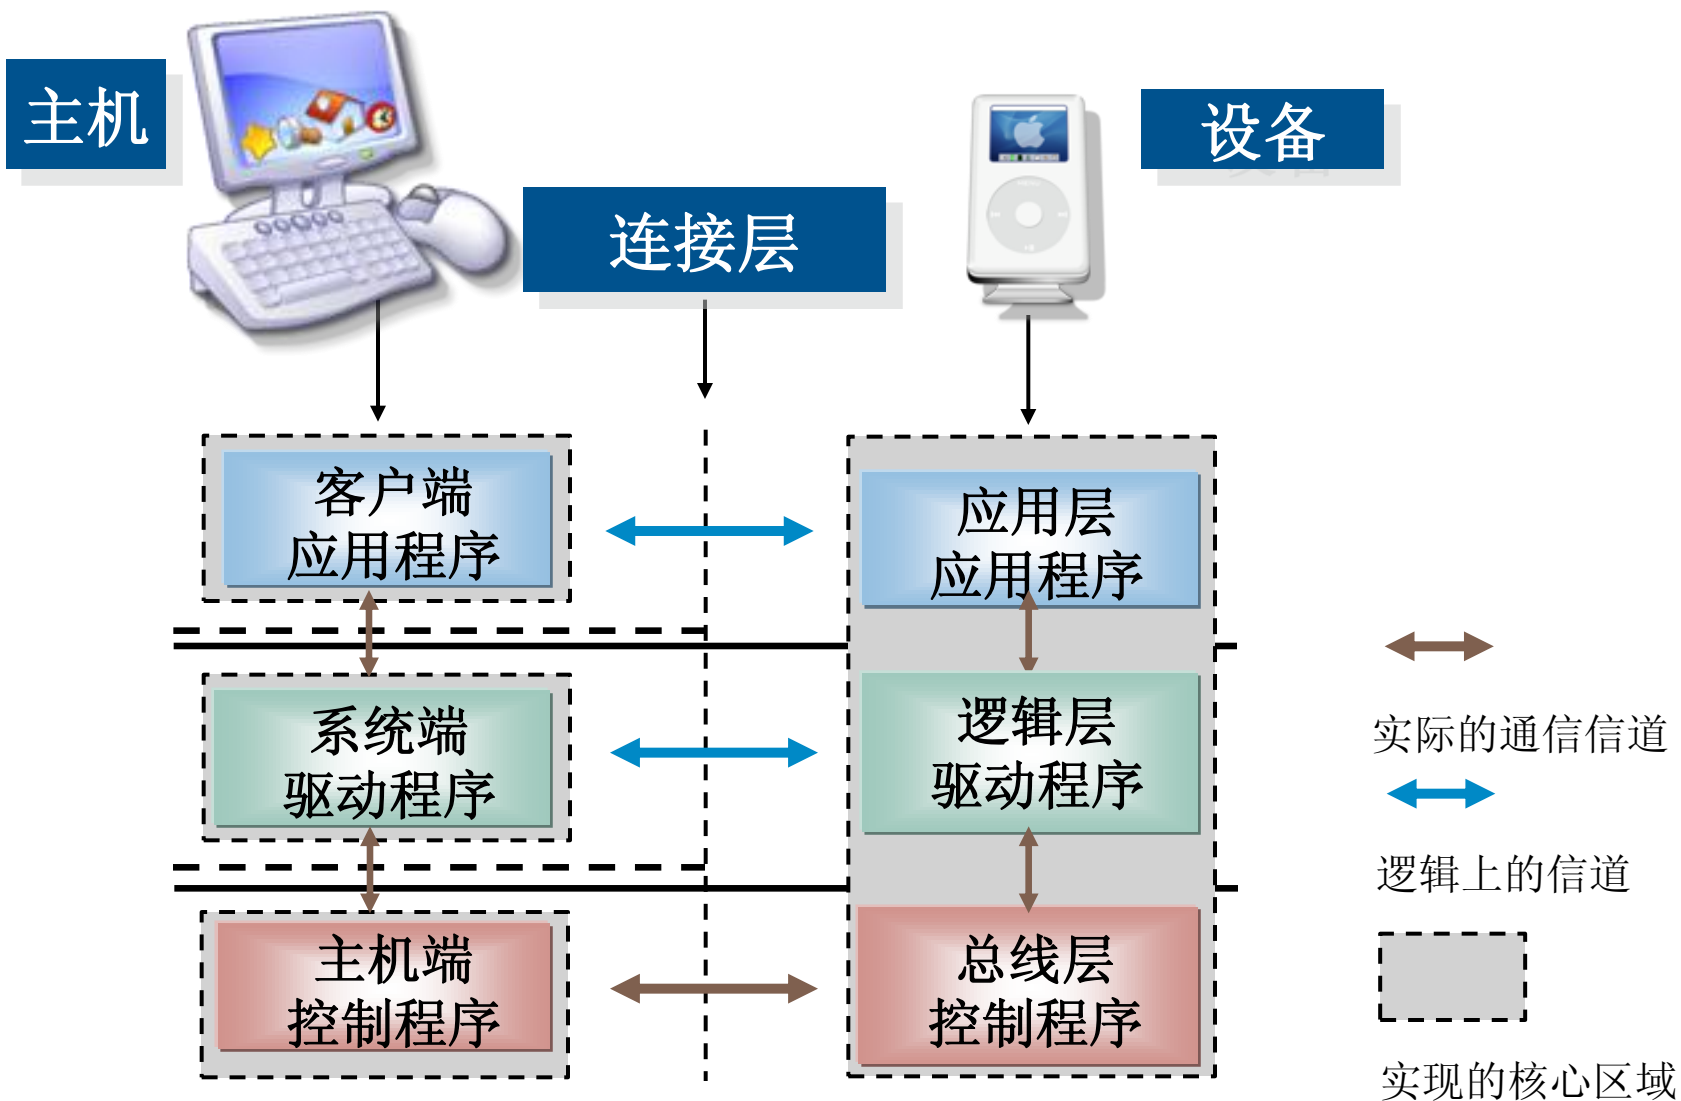 主机
设备
连接层
客户端
应用程序
应用层
应用程序
系统端
驱动程序
逻辑层
驱动程序
主机端
控制程序
总线层
控制程序
实际的通信信道
逻辑上的信道
实现的核心区域